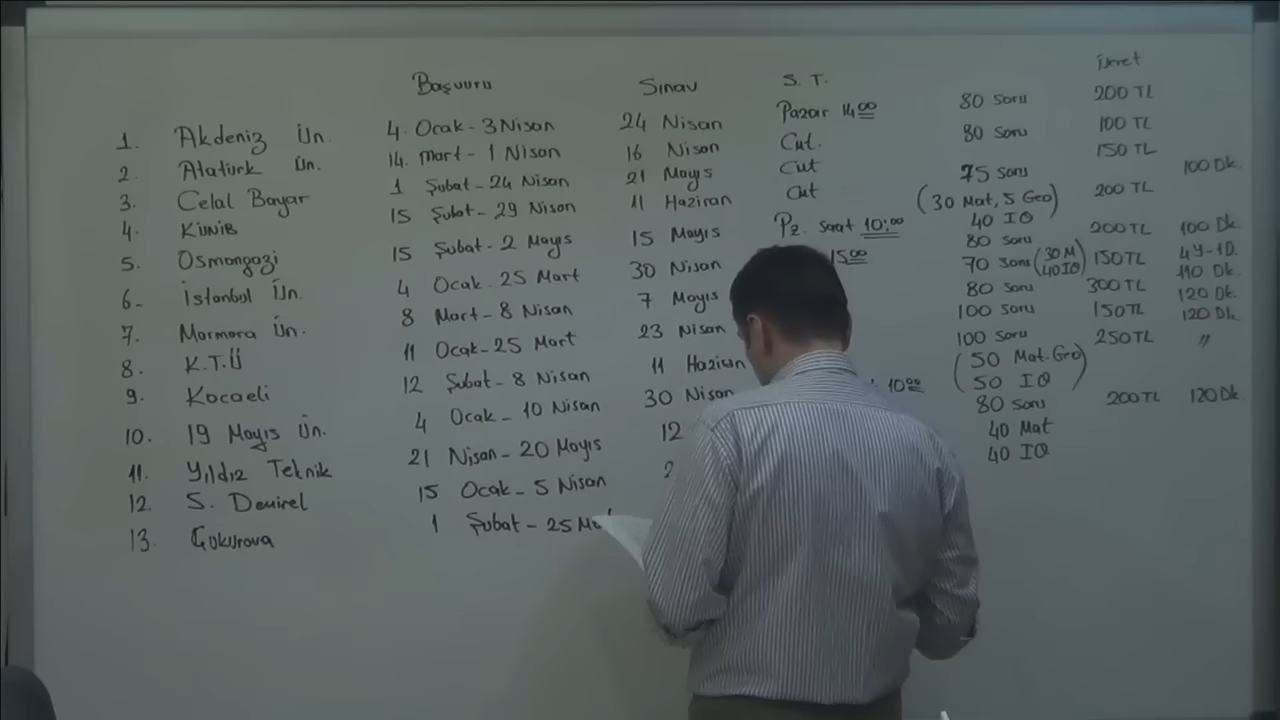 Başvuru Sınav S. T. Ücret
1. Akdeniz Ün. 4 Ocak - 3 Nisan 24 Nisan Pazar 14:00 80 Soru 200 TL
2. Atatürk Ün. 14 Mart - 1 Nisan 16 Nisan Cut. 80 Soru 100 TL
3. Celal Bayar 1 Şubat - 24 Nisan 21 Mayıs Cut 75 Soru 150 TL 100 Dk.
4. KÜNİB 15 Şubat - 29 Nisan 11 Haziran Cut (30 Mat, 5 Geo) 200 TL
40 IQ
5. Osmangazi 15 Şubat - 2 Mayıs 15 Mayıs Pz. Saat 10:00 80 Soru 200 TL 100 Dk
6- İstanbul Ün. 4 Ocak - 25 Mart 30 Nisan 15:00 70 Soru (30 M 40 IQ) 150 TL 4Y-1D.
7. Marmara Ün. 8 Mart - 8 Nisan 7 Mayıs 80 Soru 300 TL 110 Dk.
8. K.T.Ü 11 Ocak - 25 Mart 23 Nisan 100 Soru 150 TL 120 Dk.
120 Dk.
9. Kocaeli 12 Şubat - 8 Nisan 11 Haziran 100 Soru 250 TL "
(50 Mat-Geo)
50 IQ
10. 19 Mayıs Ün. 4 Ocak - 10 Nisan 30 Nisan 10:00 80 Soru 200 TL 120 Dk
40 Mat
40 IQ
11. Yıldız Teknik 21 Nisan - 20 Mayıs 12
12. S. Demirel 15 Ocak - 5 Nisan 2
13. Çukurova 1 Şubat - 25